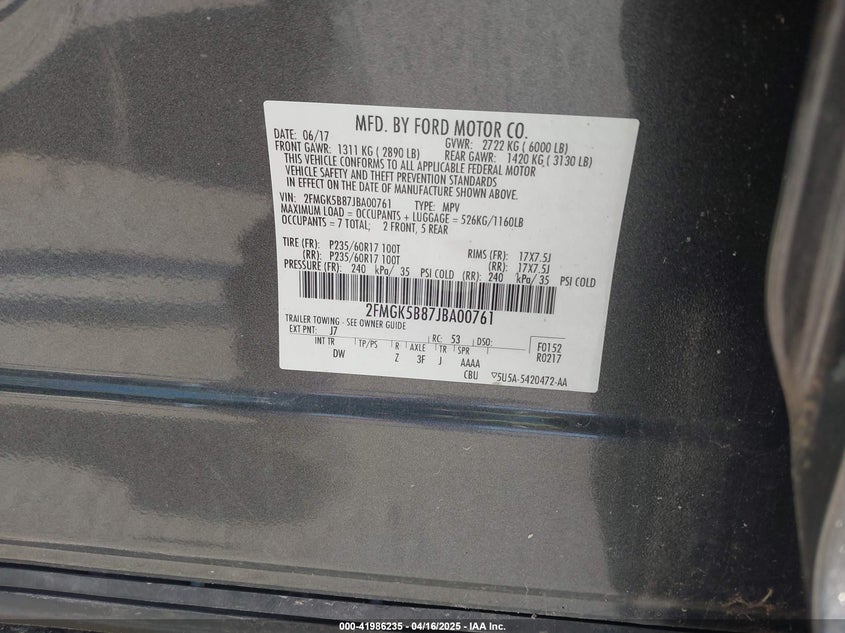 MFD. BY FORD MOTOR CO.
DATE: 06/17 GVWR: 2722 KG ( 6000 LB)
FRONT GAWR: 1311 KG ( 2890 LB) REAR GAWR: 1420 KG ( 3130 LB)
THIS VEHICLE CONFORMS TO ALL APPLICABLE FEDERAL MOTOR
VEHICLE SAFETY AND THEFT PREVENTION STANDARDS
IN EFFECT ON THE DATE OF MANUFACTURE SHOWN ABOVE.
VIN: 2FMGK5B87JBA00761 TYPE: MPV
MAXIMUM LOAD = OCCUPANTS + LUGGAGE = 526KG/1160LB
OCCUPANTS = 7 TOTAL; 2 FRONT, 5 REAR
TIRE (FR): P235/60R17 100T RIMS (FR): 17X7.5J
(RR): P235/60R17 100T (RR): 17X7.5J
PRESSURE (FR): 240 kPa/ 35 PSI COLD (RR): 240 kPa/ 35 PSI COLD
2FMGK5B87JBA00761
TRAILER TOWING - SEE OWNER GUIDE
EXT PNT: J7 RC: 53 DSO: F0152
INT TR TP/PS R AXLE TR SPR R0217
DW Z 3F J AAAA
CBU 5U5A-5420472-AA
000-41986235 - 04/16/2025 - IAA Inc.